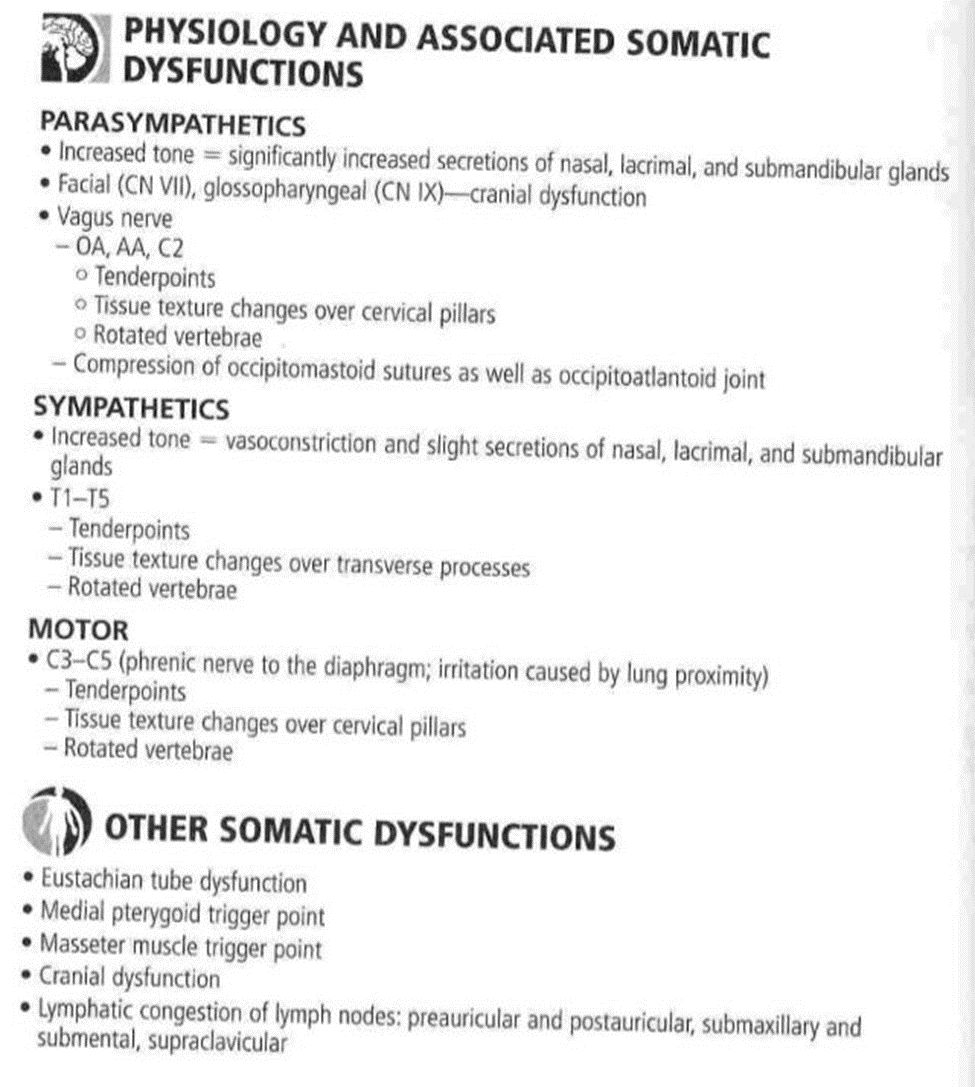 PHYSIOLOGY AND ASSOCIATED SOMATIC
DYSFUNCTIONS
PARASYMPATHETICS
• Increased tone = significantly increased secretions of nasal, lacrimal, and submandibular glands
• Facial (CN VII), glossopharyngeal (CN IX)—cranial dysfunction
• Vagus nerve
– OA, AA, C2
○ Tenderpoints
○ Tissue texture changes over cervical pillars
○ Rotated vertebrae
– Compression of occipitomastoid sutures as well as occipitoatlantoid joint
SYMPATHETICS
• Increased tone = vasoconstriction and slight secretions of nasal, lacrimal, and submandibular
glands
• T1–T5
– Tenderpoints
– Tissue texture changes over transverse processes
– Rotated vertebrae
MOTOR
• C3–C5 (phrenic nerve to the diaphragm; irritation caused by lung proximity)
– Tenderpoints
– Tissue texture changes over cervical pillars
– Rotated vertebrae
OTHER SOMATIC DYSFUNCTIONS
• Eustachian tube dysfunction
• Medial pterygoid trigger point
• Masseter muscle trigger point
• Cranial dysfunction
• Lymphatic congestion of lymph nodes: preauricular and postauricular, submaxillary and
submental, supraclavicular